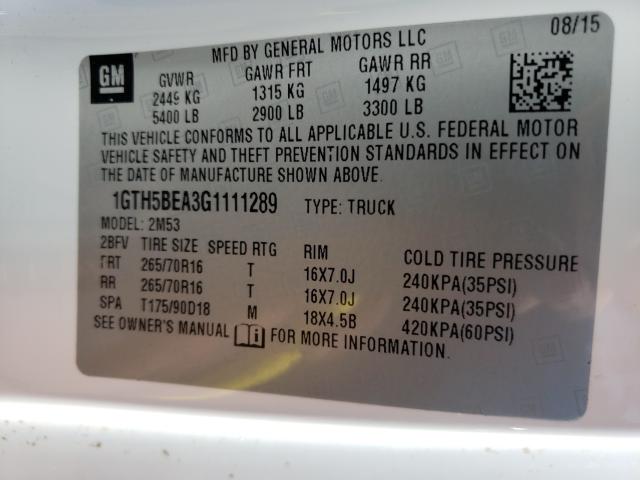 MFD BY GENERAL MOTORS LLC 08/15
GM
GVWR GAWR FRT GAWR RR
2449 KG 1315 KG 1497 KG
5400 LB 2900 LB 3300 LB
THIS VEHICLE CONFORMS TO ALL APPLICABLE U.S. FEDERAL MOTOR
VEHICLE SAFETY AND THEFT PREVENTION STANDARDS IN EFFECT ON
THE DATE OF MANUFACTURE SHOWN ABOVE.
1GTH5BEA3G1111289 TYPE: TRUCK
MODEL: 2M53
2BFV TIRE SIZE SPEED RTG RIM COLD TIRE PRESSURE
FRT 265/70R16 T 16X7.0J 240KPA(35PSI)
RR 265/70R16 T 16X7.0J 240KPA(35PSI)
SPA T175/90D18 M 18X4.5B 420KPA(60PSI)
SEE OWNER'S MANUAL i FOR MORE INFORMATION.